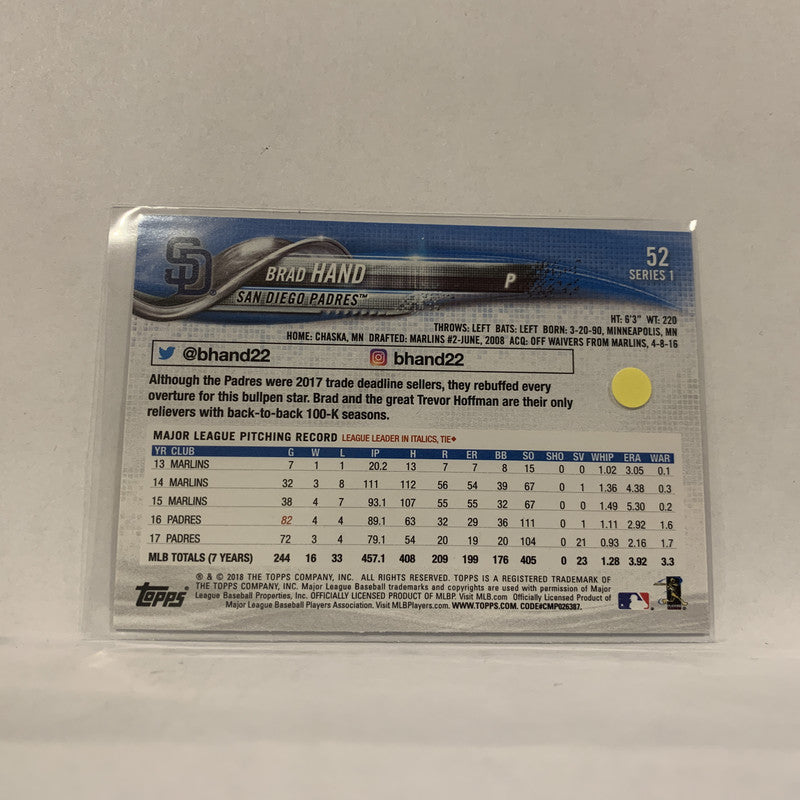 SD
BRAD HAND
SAN DIEGO PADRES™
P
52
SERIES 1
HT: 6'3" WT: 220
THROWS: LEFT BATS: LEFT BORN: 3-20-90, MINNEAPOLIS, MN
HOME: CHASKA, MN DRAFTED: MARLINS #2-JUNE, 2008 ACQ: OFF WAIVERS FROM MARLINS, 4-8-16
@bhand22 bhand22
Although the Padres were 2017 trade deadline sellers, they rebuffed every
overture for this bullpen star. Brad and the great Trevor Hoffman are their only
relievers with back-to-back 100-K seasons.
MAJOR LEAGUE PITCHING RECORD LEAGUE LEADER IN ITALICS, TIE♦
YR CLUB G W L IP H R ER BB SO SHO SV WHIP ERA WAR
13 MARLINS 7 1 1 20.2 13 7 7 8 15 0 0 1.02 3.05 0.1
14 MARLINS 32 3 8 111 112 56 54 39 67 0 1 1.36 4.38 0.3
15 MARLINS 38 4 7 93.1 107 55 55 32 67 0 0 1.49 5.30 0.2
16 PADRES 82 4 4 89.1 63 32 29 36 111 0 1 1.11 2.92 1.6
17 PADRES 72 3 4 79.1 54 20 19 20 104 0 21 0.93 2.16 1.7
MLB TOTALS (7 YEARS) 244 16 33 457.1 408 209 199 176 405 0 23 1.28 3.92 3.3
® & © 2018 THE TOPPS COMPANY, INC. ALL RIGHTS RESERVED. TOPPS IS A REGISTERED TRADEMARK OF
THE TOPPS COMPANY, INC. Major League Baseball trademarks and copyrights are used with permission of
League Baseball Properties, Inc. OFFICIALLY LICENSED PRODUCT OF MLBP. Visit MLB.com Officially Licensed Product of
Major League Baseball Players Association. Visit MLBPlayers.com. WWW.TOPPS.COM. CODE#CMP026387.
Topps